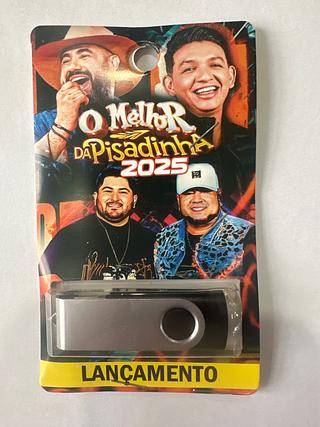 O MelhoR
DA PisadinhA
2025
LANÇAMENTO